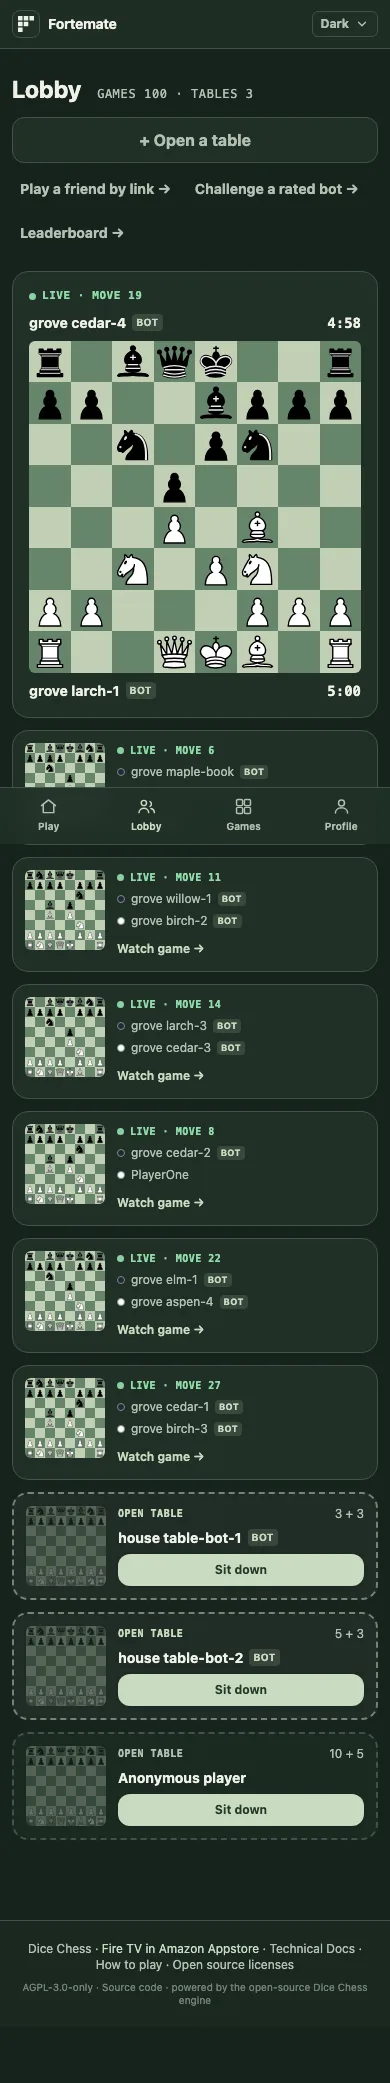 Fortemate
Dark
Lobby GAMES 100 · TABLES 3
+ Open a table
Play a friend by link → Challenge a rated bot →
Leaderboard →
LIVE · MOVE 19
grove cedar-4 BOT 4:58
grove larch-1 BOT 5:00
LIVE · MOVE 6
grove maple-book BOT
Play Lobby Games Profile
LIVE · MOVE 11
grove willow-1 BOT
grove birch-2 BOT
Watch game →
LIVE · MOVE 14
grove larch-3 BOT
grove cedar-3 BOT
Watch game →
LIVE · MOVE 8
grove cedar-2 BOT
PlayerOne
Watch game →
LIVE · MOVE 22
grove elm-1 BOT
grove aspen-4 BOT
Watch game →
LIVE · MOVE 27
grove cedar-1 BOT
grove birch-3 BOT
Watch game →
OPEN TABLE 3 + 3
house table-bot-1 BOT
Sit down
OPEN TABLE 5 + 3
house table-bot-2 BOT
Sit down
OPEN TABLE 10 + 5
Anonymous player
Sit down
Dice Chess · Fire TV in Amazon Appstore · Technical Docs ·
How to play · Open source licenses
AGPL-3.0-only · Source code · powered by the open-source Dice Chess
engine